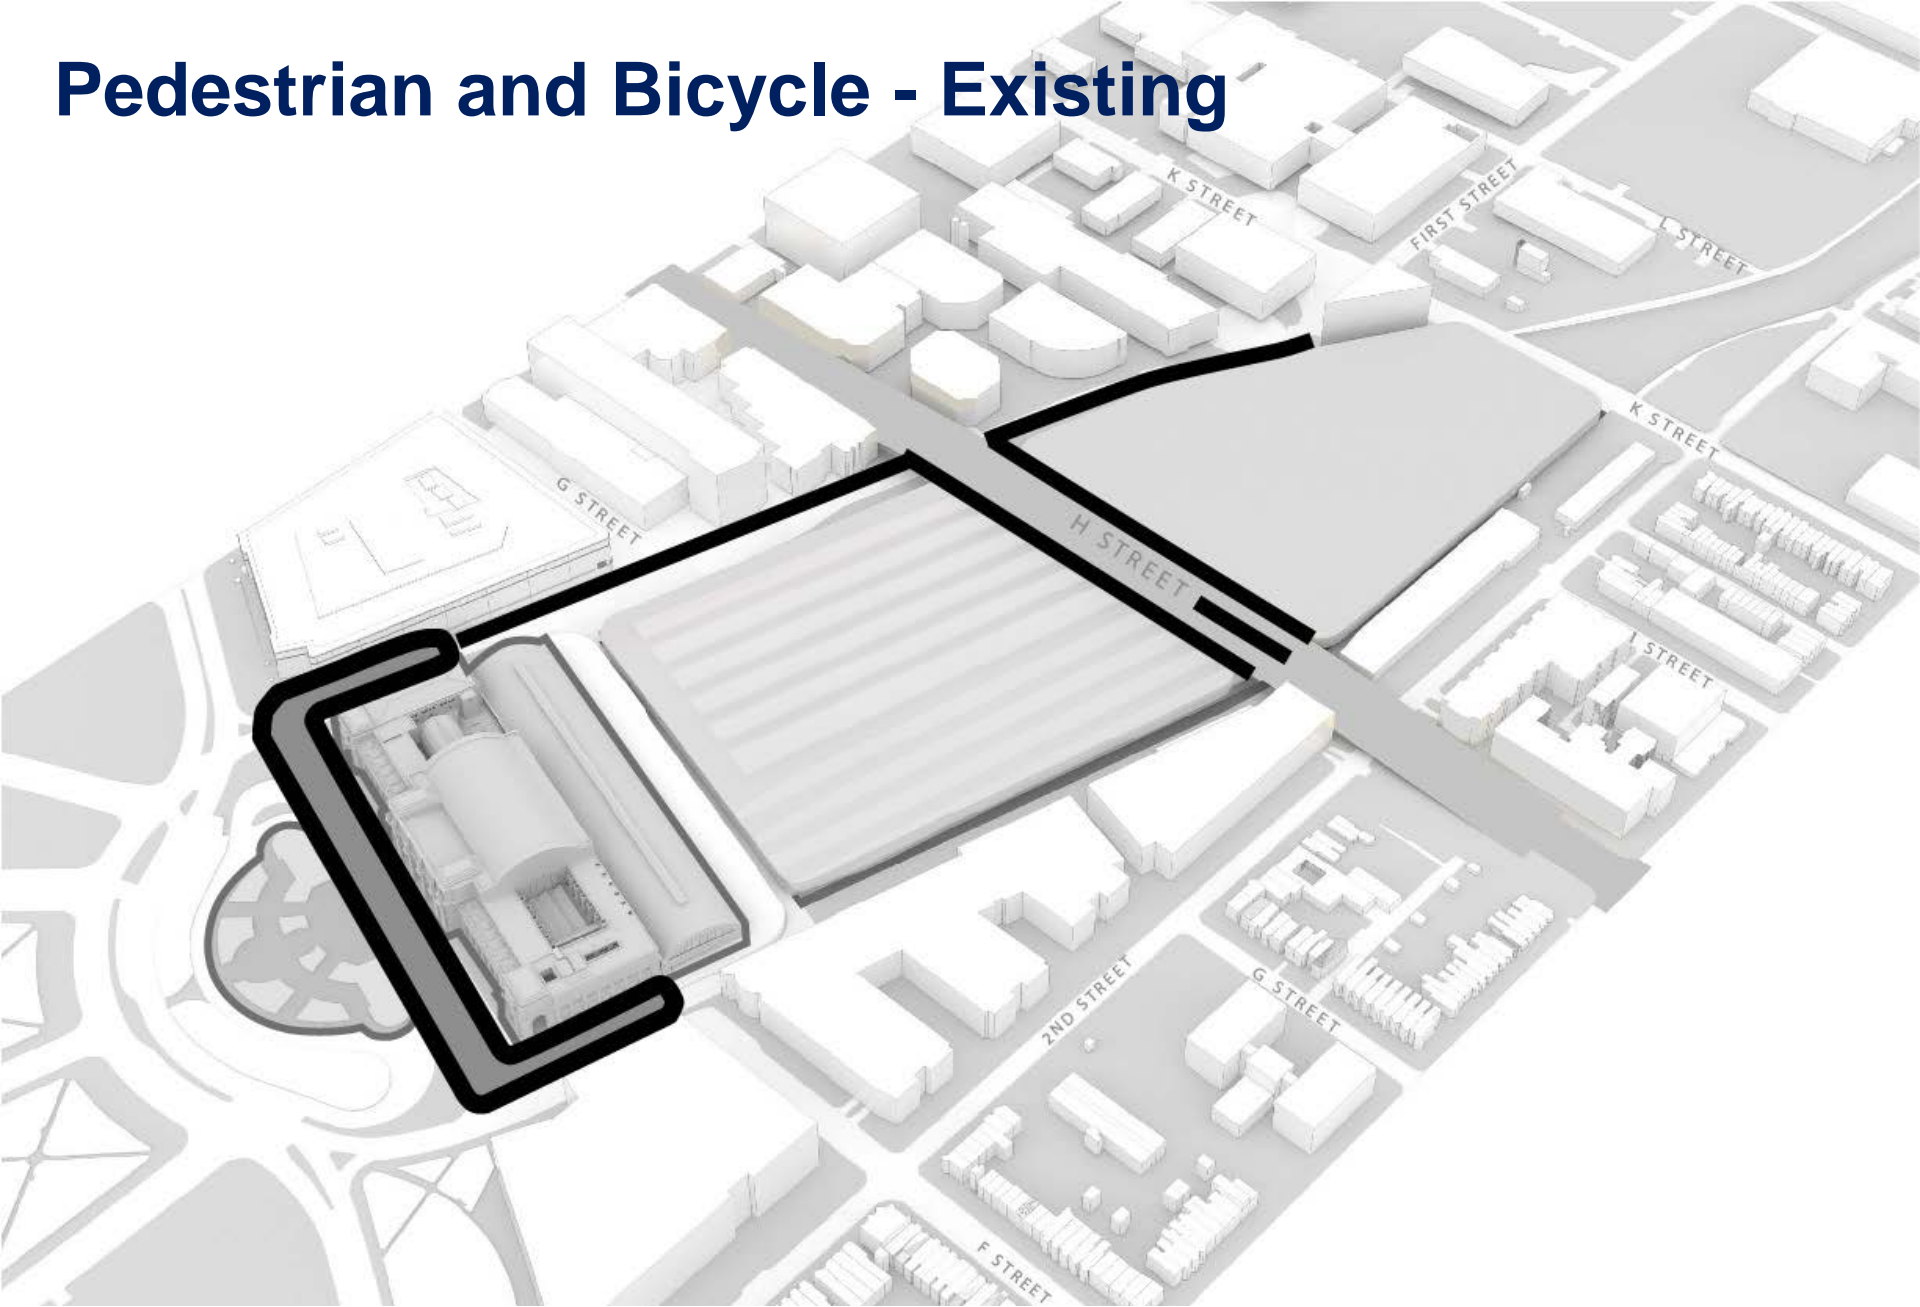 Pedestrian and Bicycle - Existing
K STREET
FIRST STREET
L STREET
K STREET
G STREET
H STREET
I STREET
2ND STREET
G STREET
F STREET